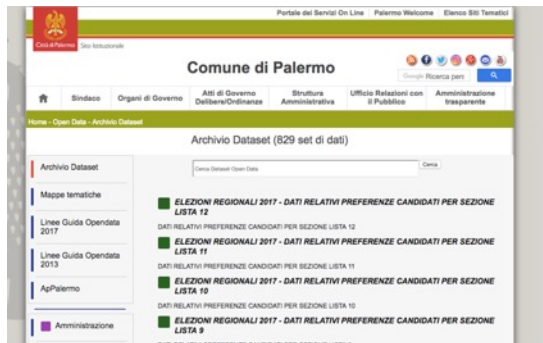 Portale dei Servizi On Line Palermo Welcome Elenco Siti Tematici
Città di Palermo Sito Istituzionale
Comune di Palermo
Google Ricerca pers
Sindaco
Organi di Governo
Atti di Governo
Delibere/Ordinanze
Struttura
Amministrativa
Ufficio Relazioni con
il Pubblico
Amministrazione
trasparente
Home - Open Data - Archivio Dataset
Archivio Dataset (829 set di dati)
Archivio Dataset
Mappe tematiche
Linee Guida Opendata
2017
Linee Guida Opendata
2013
ApPalermo
Amministrazione
Cerca Dataset Open Data Cerca
ELEZIONI REGIONALI 2017 - DATI RELATIVI PREFERENZE CANDIDATI PER SEZIONE
LISTA 12
DATI RELATIVI PREFERENZE CANDIDATI PER SEZIONE LISTA 12
ELEZIONI REGIONALI 2017 - DATI RELATIVI PREFERENZE CANDIDATI PER SEZIONE
LISTA 11
DATI RELATIVI PREFERENZE CANDIDATI PER SEZIONE LISTA 11
ELEZIONI REGIONALI 2017 - DATI RELATIVI PREFERENZE CANDIDATI PER SEZIONE
LISTA 10
DATI RELATIVI PREFERENZE CANDIDATI PER SEZIONE LISTA 10
ELEZIONI REGIONALI 2017 - DATI RELATIVI PREFERENZE CANDIDATI PER SEZIONE
LISTA 9